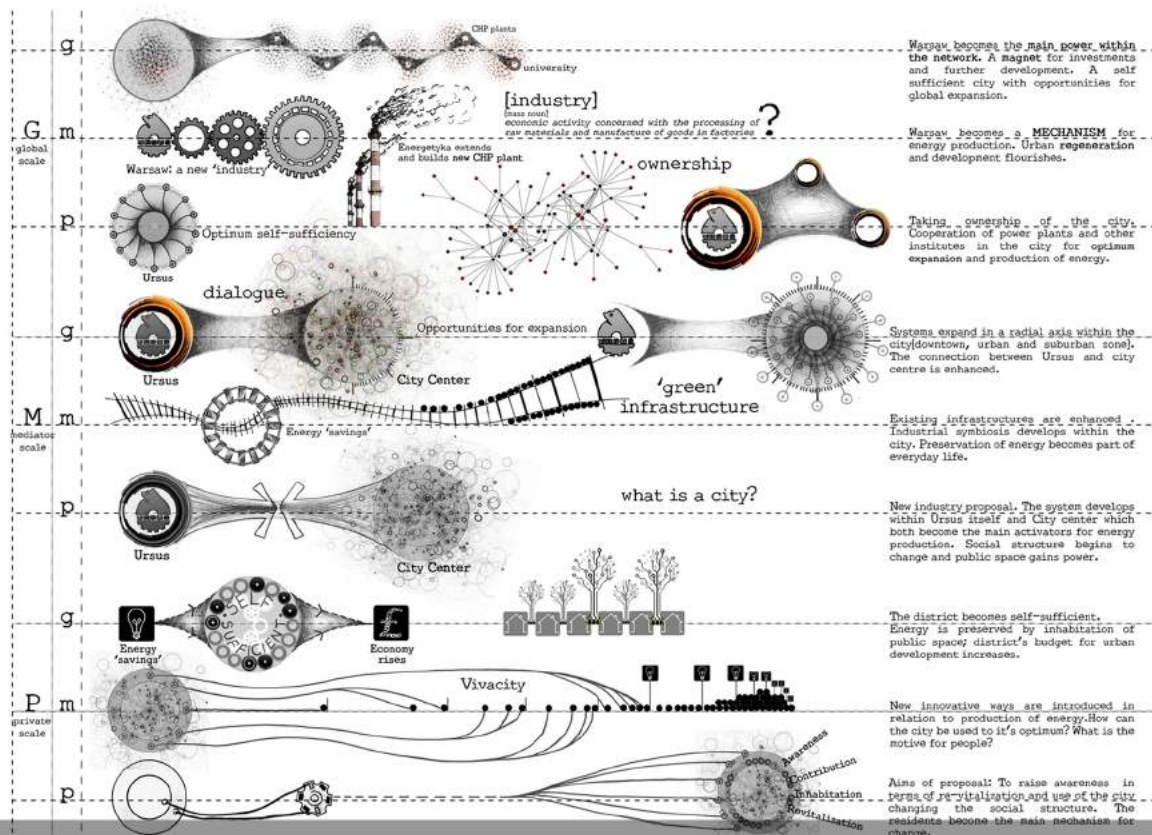 g
CHP plants
university
Warsaw becomes the main power within
the network. A magnet for investments
and further development. A self
sufficient city with opportunities for
global expansion.
G
global
scale
m
Warsaw: a new 'industry'
Energetyka extends
and builds new CHP plant
[industry]
[mass noun]
economic activity concerned with the processing of
raw materials and manufacture of goods in factories
?
Warsaw becomes a MECHANISM for
energy production. Urban regeneration
and development flourishes.
p
Optimum self-sufficiency
Ursus
ownership
Taking ownership of the city.
Cooperation of power plants and other
institutes in the city for optimum
expansion and production of energy.
g
dialogue
Ursus
City Center
Opportunities for expansion
Systems expand in a radial axis within the
city[downtown, urban and suburban zone].
The connection between Ursus and city
centre is enhanced.
M
mediator
scale
m
Energy 'savings'
'green'
infrastructure
Existing infrastructures are enhanced .
Industrial symbiosis develops within the
city. Preservation of energy becomes part of
everyday life.
p
Ursus
City Center
what is a city?
New industry proposal. The system develops
within Ursus itself and City center which
both become the main activators for energy
production. Social structure begins to
change and public space gains power.
g
Energy
'savings'
SELF
SUFFICIENT
Economy
rises
The district becomes self-sufficient.
Energy is preserved by inhabitation of
public space; district's budget for urban
development increases.
P
private
scale
m
Vivacity
New innovative ways are introduced in
relation to production of energy.How can
the city be used to it's optimum? What is the
motive for people?
p
Awareness
Contribution
Inhabitation
Revitalization
Aims of proposal: To raise awareness in
terms of re-vitalization and use of the city
changing the social structure. The
residents become the main mechanism for
change.